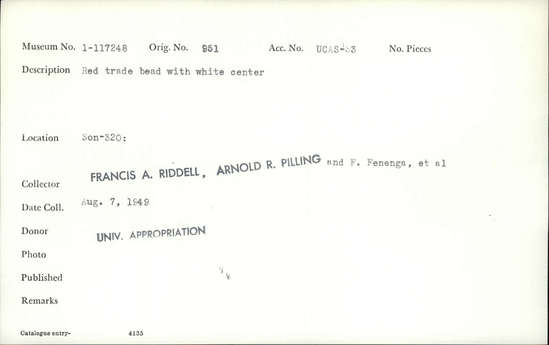 Museum No. 1-117248 Orig. No. 951 Acc. No. UCAS-83 No. Pieces
Description Red trade bead with white center
Location Son-320:
Collector FRANCIS A. RIDDELL, ARNOLD R. PILLING and F. Fenenga, et al
Date Coll. Aug. 7, 1949
Donor UNIV. APPROPRIATION
Photo
Published
Remarks
Catalogue entry- 4135